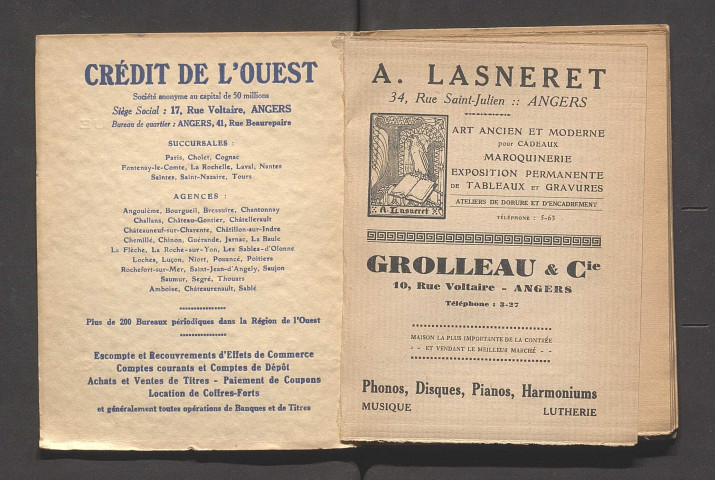 CRÉDIT DE L'OUEST
Société anonyme au capital de 50 millions
Siège Social : 17, Rue Voltaire, ANGERS
Bureau de quartier : ANGERS, 41, Rue Beaurepaire
SUCCURSALES :
Paris, Cholet, Cognac
Fontenay-le-Comte, La Rochelle, Laval, Nantes
Saintes, Saint-Nazaire, Tours
AGENCES :
Angoulême, Bourgueil, Bressuire, Chantonnay
Challans, Château-Gontier, Châtellerault
Châteauneuf-sur-Charente, Châtillon-sur-Indre
Chemillé, Chinon, Guérande, Jarnac, La Baule
La Flèche, La Roche-sur-Yon, Les Sables-d'Olonne
Loches, Luçon, Niort, Pouancé, Poitiers
Rochefort-sur-Mer, Saint-Jean-d'Angely, Saujon
Saumur, Segré, Thouars
Amboise, Châteaurenault, Sablé
Plus de 200 Bureaux périodiques dans la Région de l'Ouest
Escompte et Recouvrements d'Effets de Commerce
Comptes courants et Comptes de Dépôt
Achats et Ventes de Titres - Paiement de Coupons
Location de Coffres-Forts
et généralement toutes opérations de Banques et de Titres
A. LASNERET
34, Rue Saint-Julien :: ANGERS
A. Lasneret
ART ANCIEN ET MODERNE
pour CADEAUX
MAROQUINERIE
EXPOSITION PERMANENTE
DE TABLEAUX ET GRAVURES
ATELIERS DE DORURE ET D'ENCADREMENT
TÉLÉPHONE : 5-63
GROLLEAU & Cie
10, Rue Voltaire - ANGERS
Téléphone : 3-27
MAISON LA PLUS IMPORTANTE DE LA CONTRÉE
- - ET VENDANT LE MEILLEUR MARCHÉ - -
Phonos, Disques, Pianos, Harmoniums
MUSIQUE LUTHERIE